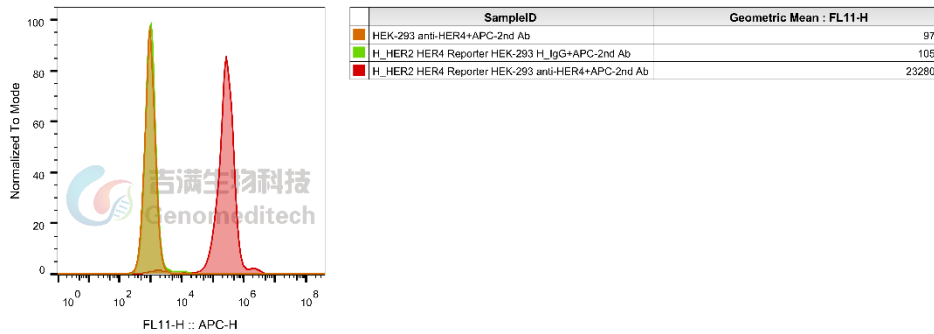 100
80
60
40
20
0
Normalized To Mode
10^0 10^2 10^4 10^6 10^8
FL11-H :: APC-H
吉满生物科技
Genomeditech
SampleID Geometric Mean : FL11-H
HEK-293 anti-HER4+APC-2nd Ab 97
H_HER2 HER4 Reporter HEK-293 H_IgG+APC-2nd Ab 105
H_HER2 HER4 Reporter HEK-293 anti-HER4+APC-2nd Ab 23280